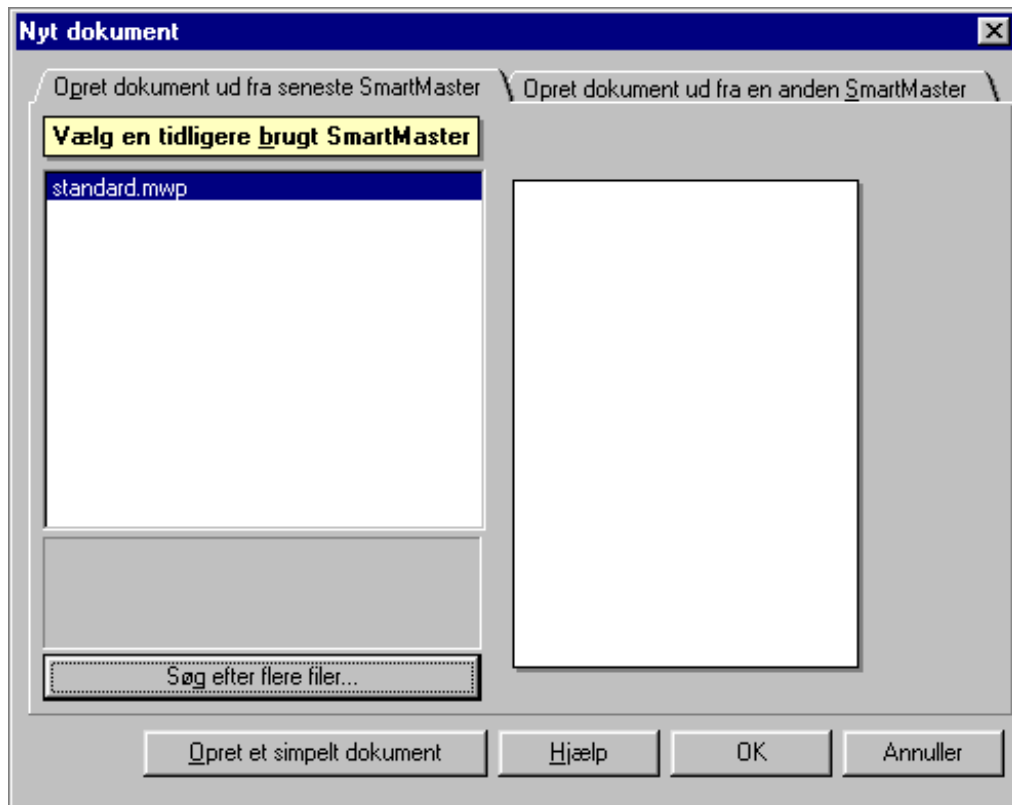 Nyt dokument
Opret dokument ud fra seneste SmartMaster
Opret dokument ud fra en anden SmartMaster
Vælg en tidligere brugt SmartMaster
standard.mwp
Søg efter flere filer...
Opret et simpelt dokument
Hjælp
OK
Annuller